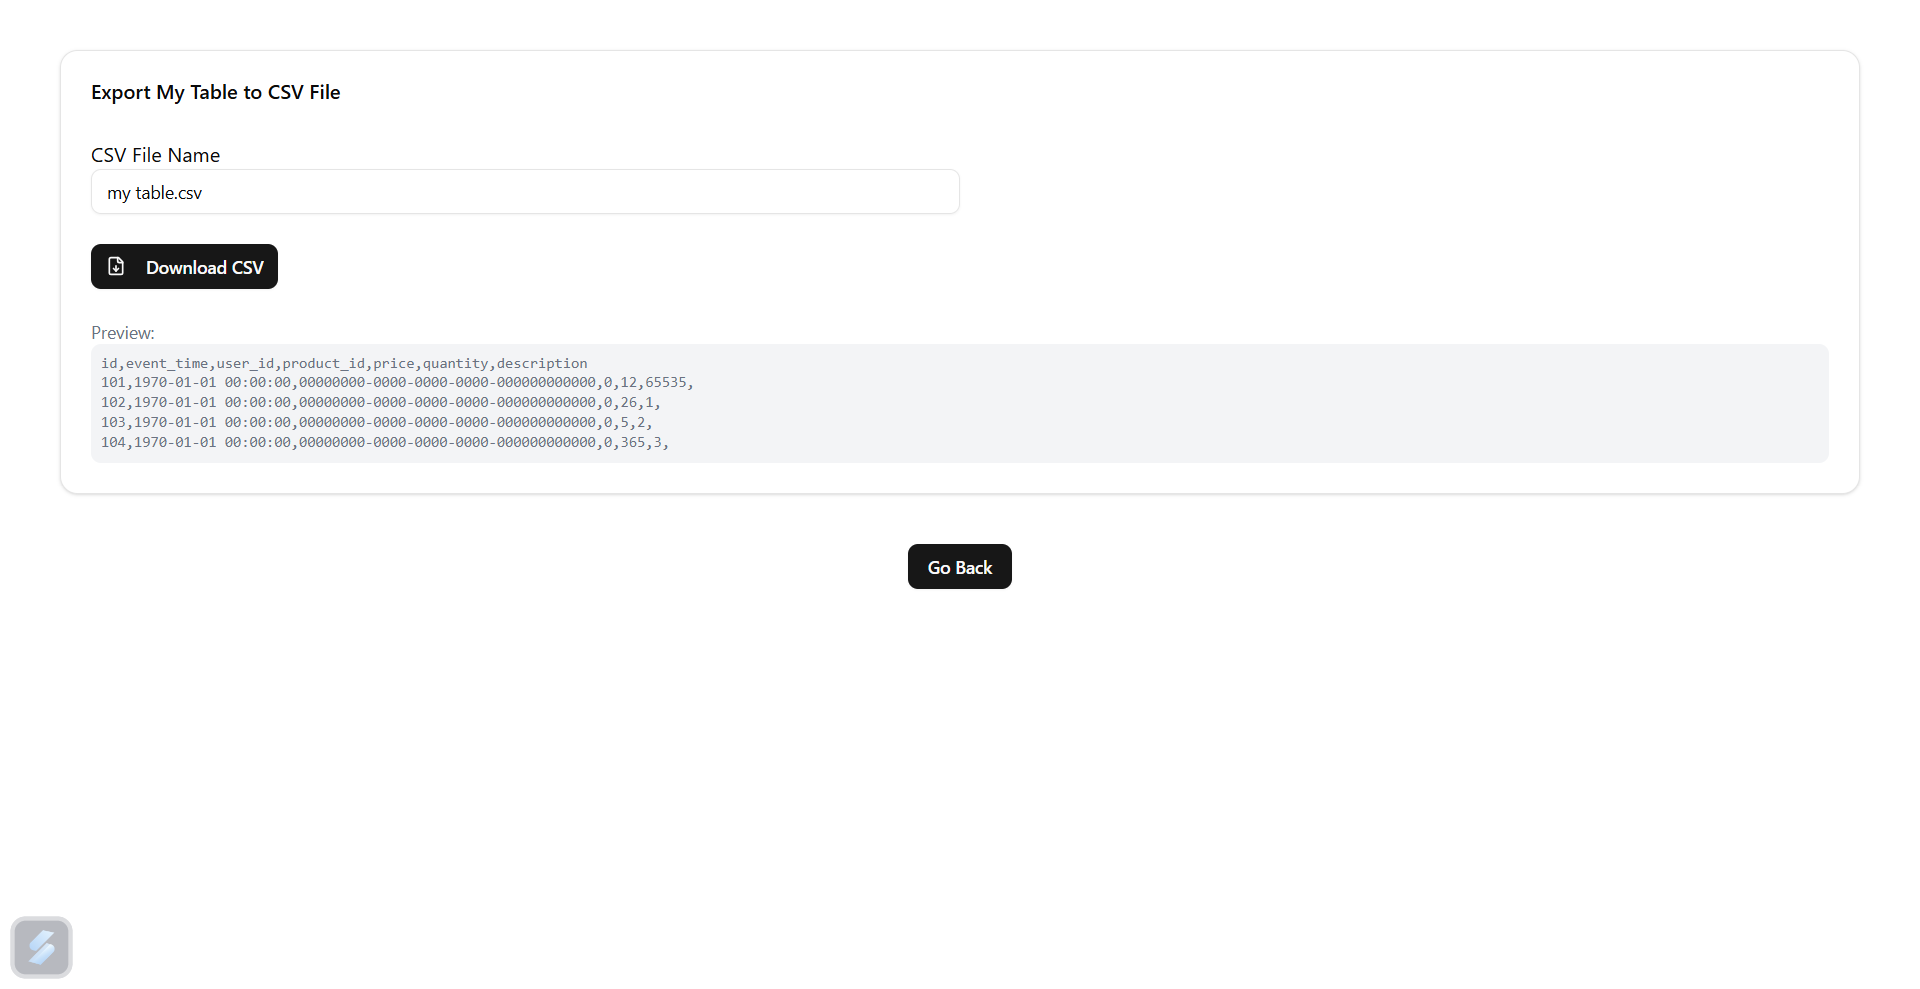 Export My Table to CSV File
CSV File Name
my table.csv
Download CSV
Preview:
id,event_time,user_id,product_id,price,quantity,description
101,1970-01-01 00:00:00,00000000-0000-0000-0000-000000000000,0,12,65535,
102,1970-01-01 00:00:00,00000000-0000-0000-0000-000000000000,0,26,1,
103,1970-01-01 00:00:00,00000000-0000-0000-0000-000000000000,0,5,2,
104,1970-01-01 00:00:00,00000000-0000-0000-0000-000000000000,0,365,3,
Go Back